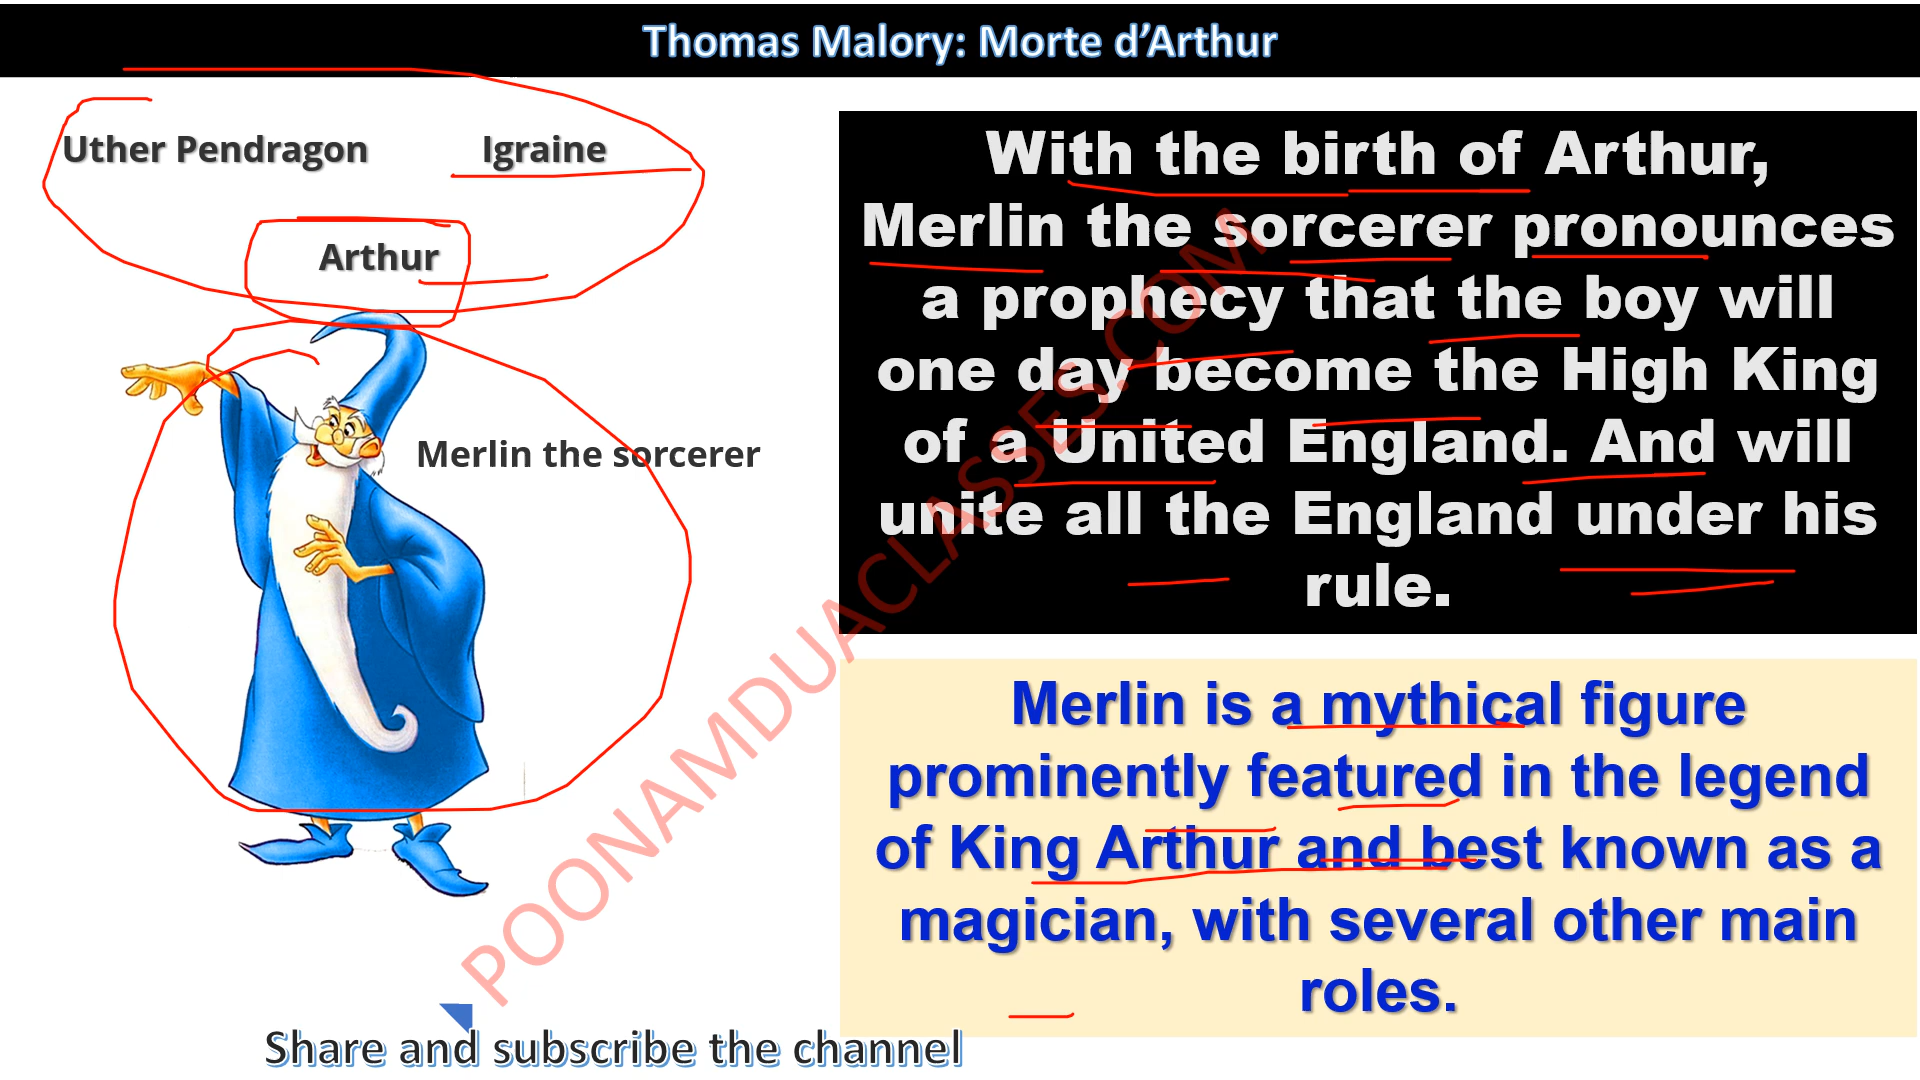 Thomas Malory: Morte d’Arthur
Uther Pendragon
Igraine
Arthur
Merlin the sorcerer
With the birth of Arthur,
Merlin the sorcerer pronounces
a prophecy that the boy will
one day become the High King
of a United England. And will
unite all the England under his
rule.
Merlin is a mythical figure
prominently featured in the legend
of King Arthur and best known as a
magician, with several other main
roles.
POONAMDUACLASSES.COM
Share and subscribe the channel